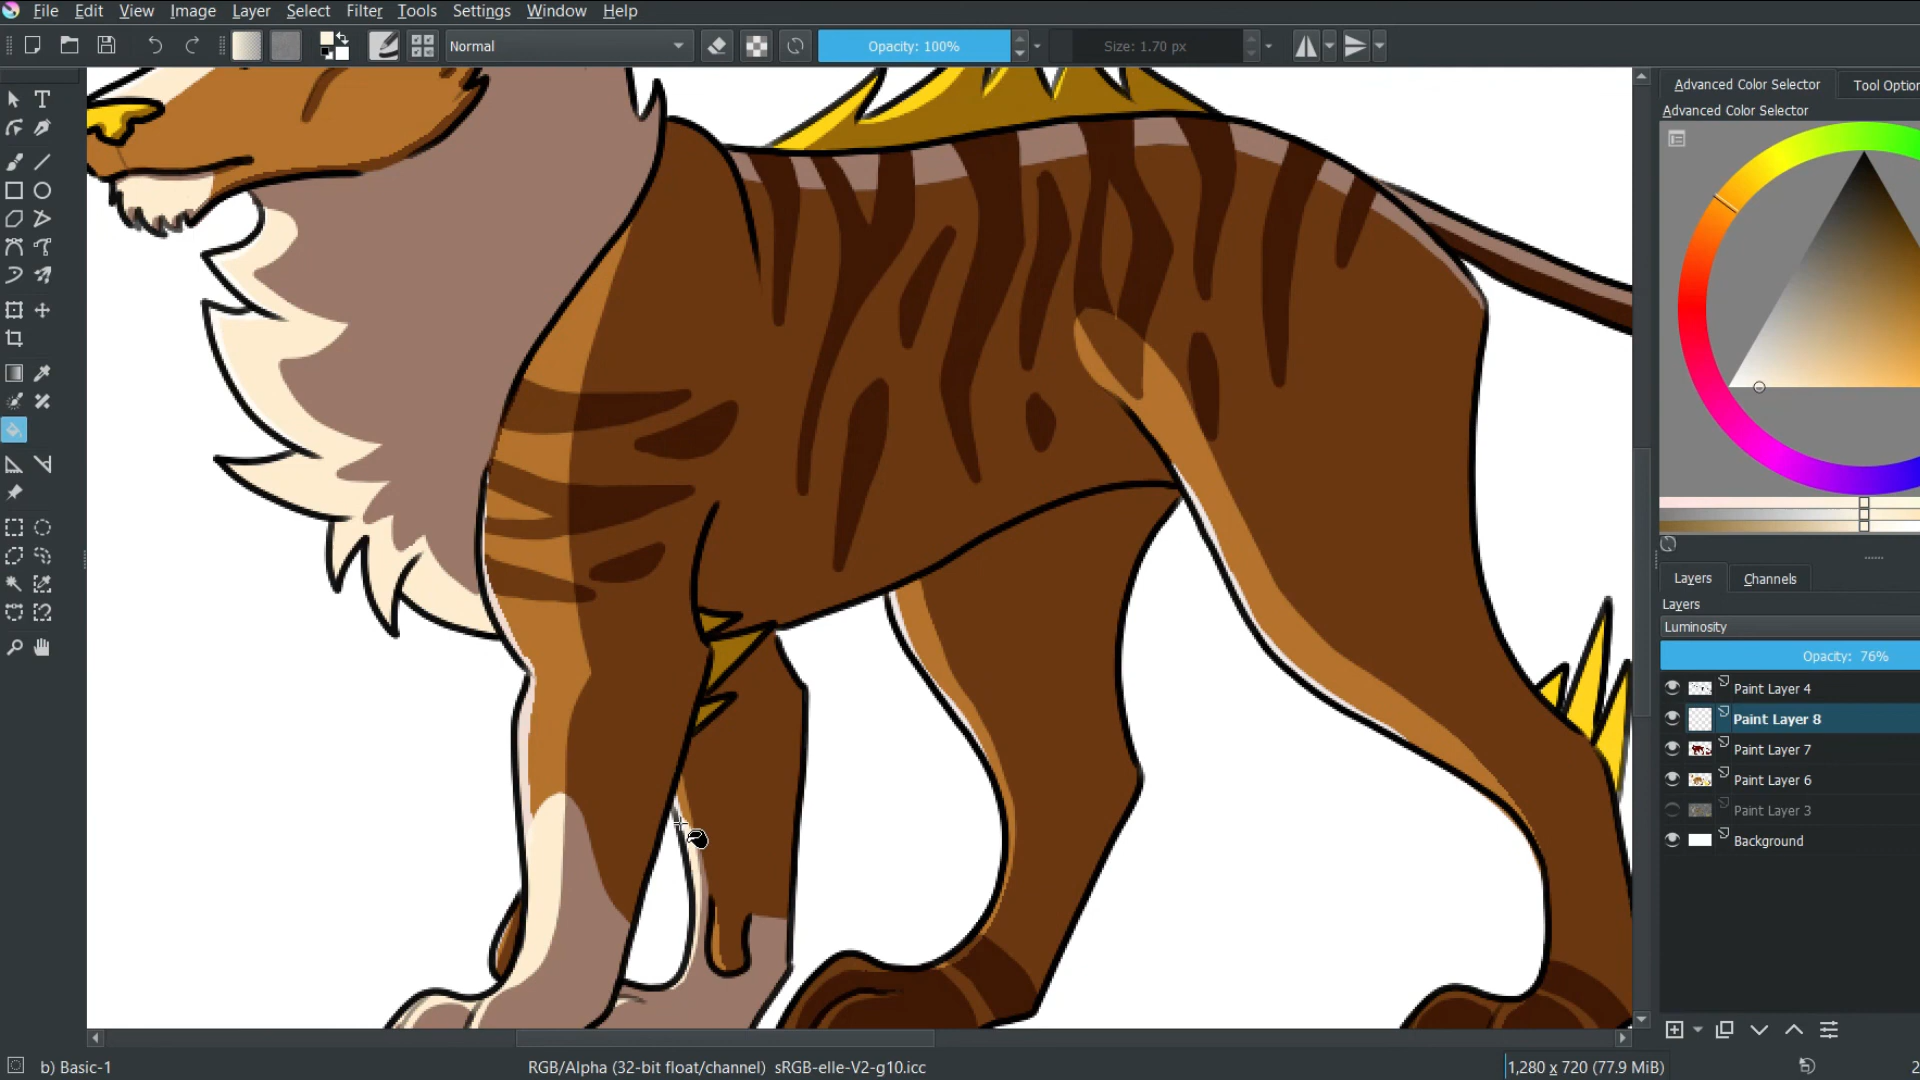 File Edit View Image Layer Select Filter Tools Settings Window Help
Normal Opacity: 100% Size: 1.70 px
Advanced Color Selector Tool Option
Advanced Color Selector
Layers Channels
Layers
Luminosity
Opacity: 76%
Paint Layer 4
Paint Layer 8
Paint Layer 7
Paint Layer 6
Paint Layer 3
Background
b) Basic-1 RGB/Alpha (32-bit float/channel) sRGB-elle-V2-g10.icc 1,280 x 720 (77.9 MiB) 2